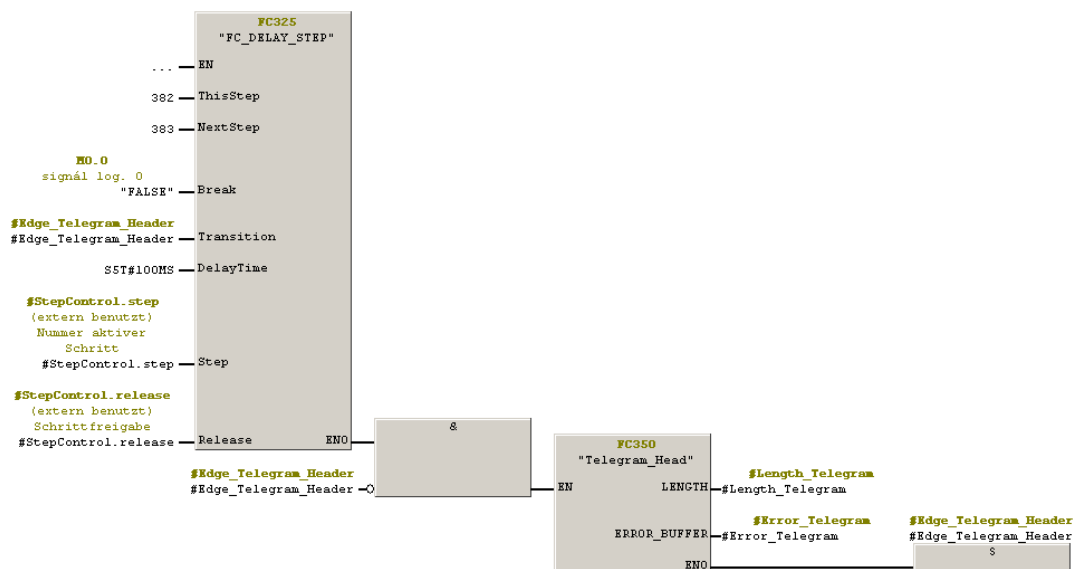 FC325
"FC_DELAY_STEP"
... EN
382 ThisStep
383 NextStep
M0.0
signál log. 0
"FALSE" Break
#Edge_Telegram_Header
#Edge_Telegram_Header Transition
S5T#100MS DelayTime
#StepControl.step
(extern benutzt)
Nummer aktiver
Schritt
#StepControl.step Step
#StepControl.release
(extern benutzt)
Schrittfreigabe
#StepControl.release Release ENO
&
#Edge_Telegram_Header
#Edge_Telegram_Header
FC350
"Telegram_Head"
#Length_Telegram
EN LENGTH #Length_Telegram
#Error_Telegram
ERROR_BUFFER #Error_Telegram
ENO
#Edge_Telegram_Header
#Edge_Telegram_Header
S